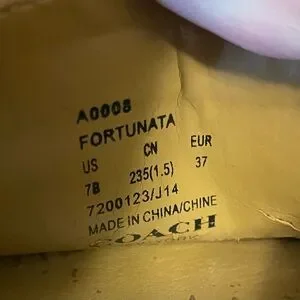 A0008
FORTUNATA
US CN EUR
7B 235(1.5) 37
7200123/J14
MADE IN CHINA/CHINE
COACH